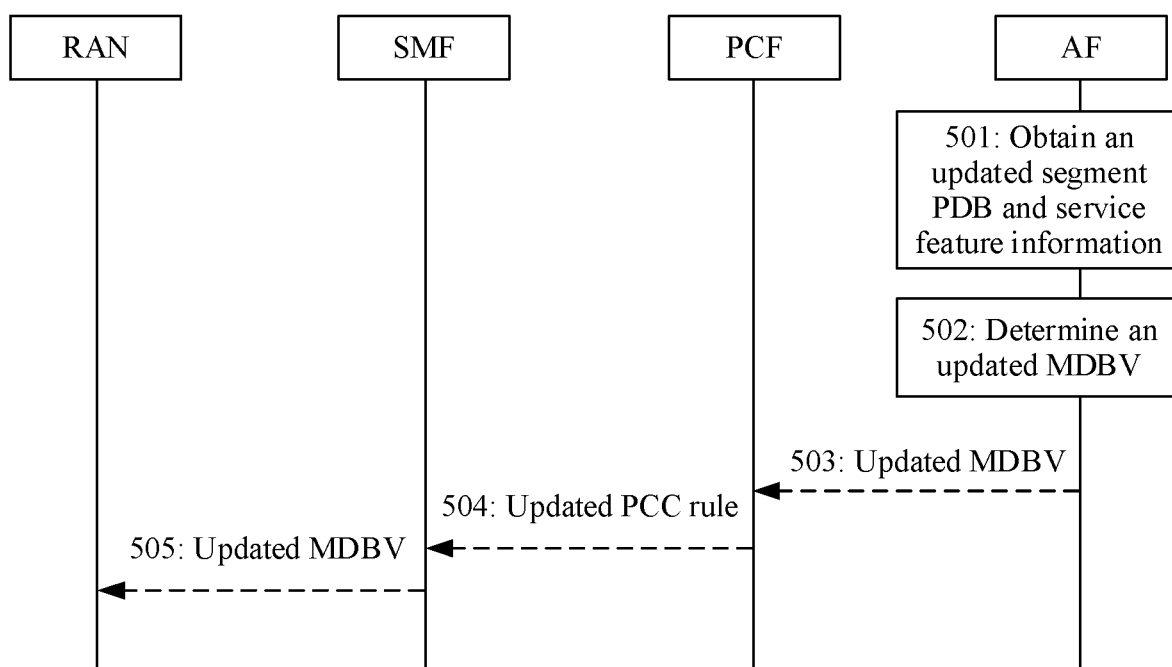 RAN
SMF
PCF
AF
501: Obtain an
updated segment
PDB and service
feature information
502: Determine an
updated MDBV
503: Updated MDBV
504: Updated PCC rule
505: Updated MDBV